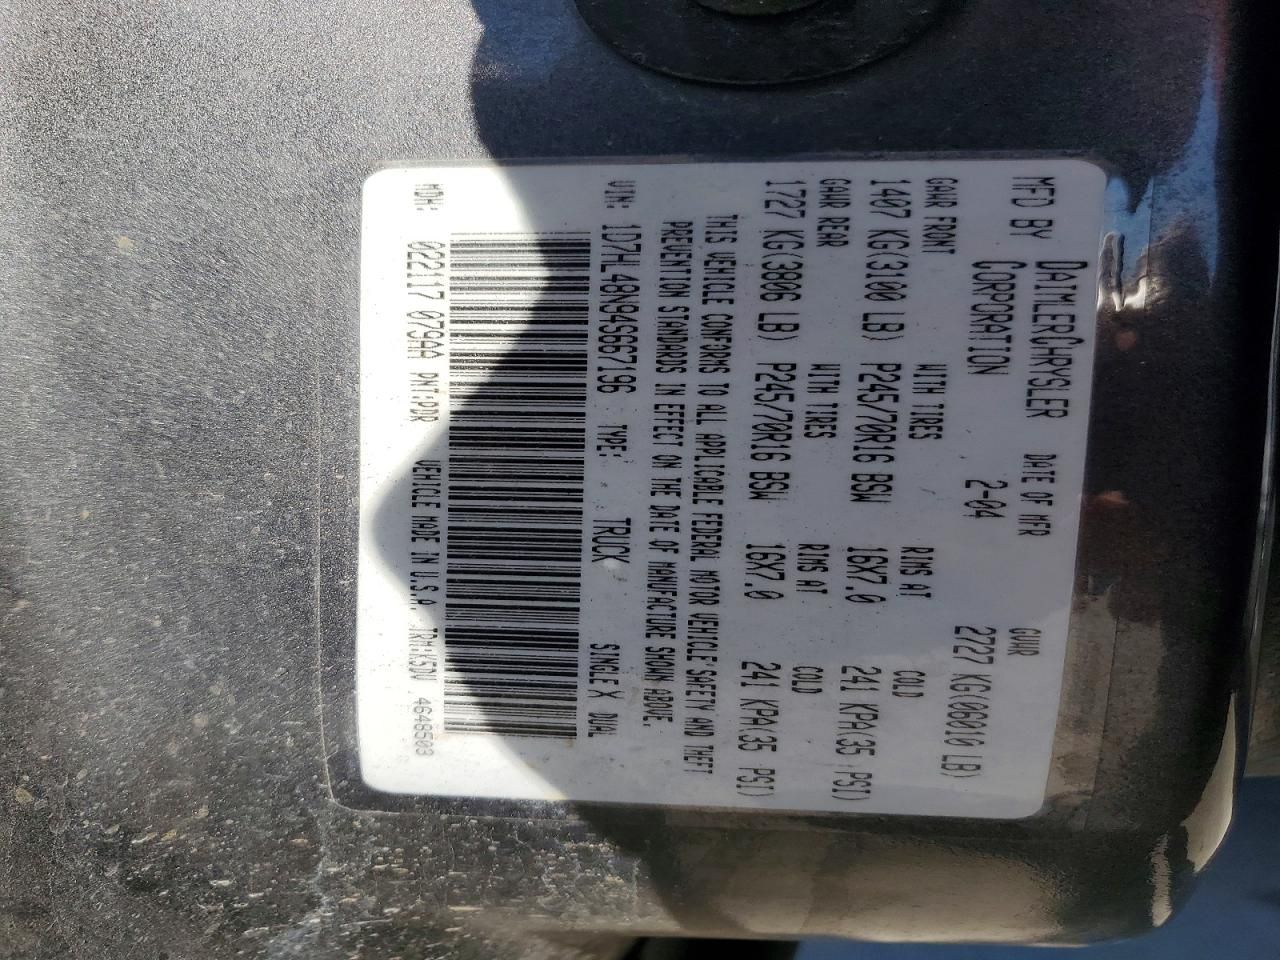 MFD BY DAIMLERCHRYSLER CORPORATION DATE OF MFR 2-04 GVWR 2727 KG(06010 LB)
GAWR FRONT WITH TIRES RIMS AT COLD
1407 KG(3100 LB) P245/70R16 BSW 16X7.0 241 KPA(35 PSI)
GAWR REAR WITH TIRES RIMS AT COLD
1727 KG(3806 LB) P245/70R16 BSW 16X7.0 241 KPA(35 PSI)
THIS VEHICLE CONFORMS TO ALL APPLICABLE FEDERAL MOTOR VEHICLE SAFETY AND THEFT
PREVENTION STANDARDS IN EFFECT ON THE DATE OF MANUFACTURE SHOWN ABOVE.
VIN: 1D7HL48N94S667196 TYPE: TRUCK SINGLE X DUAL
MDH: 022117 079AA PNT:PDR VEHICLE MADE IN U.S.A. TRM:K5DV 4648503